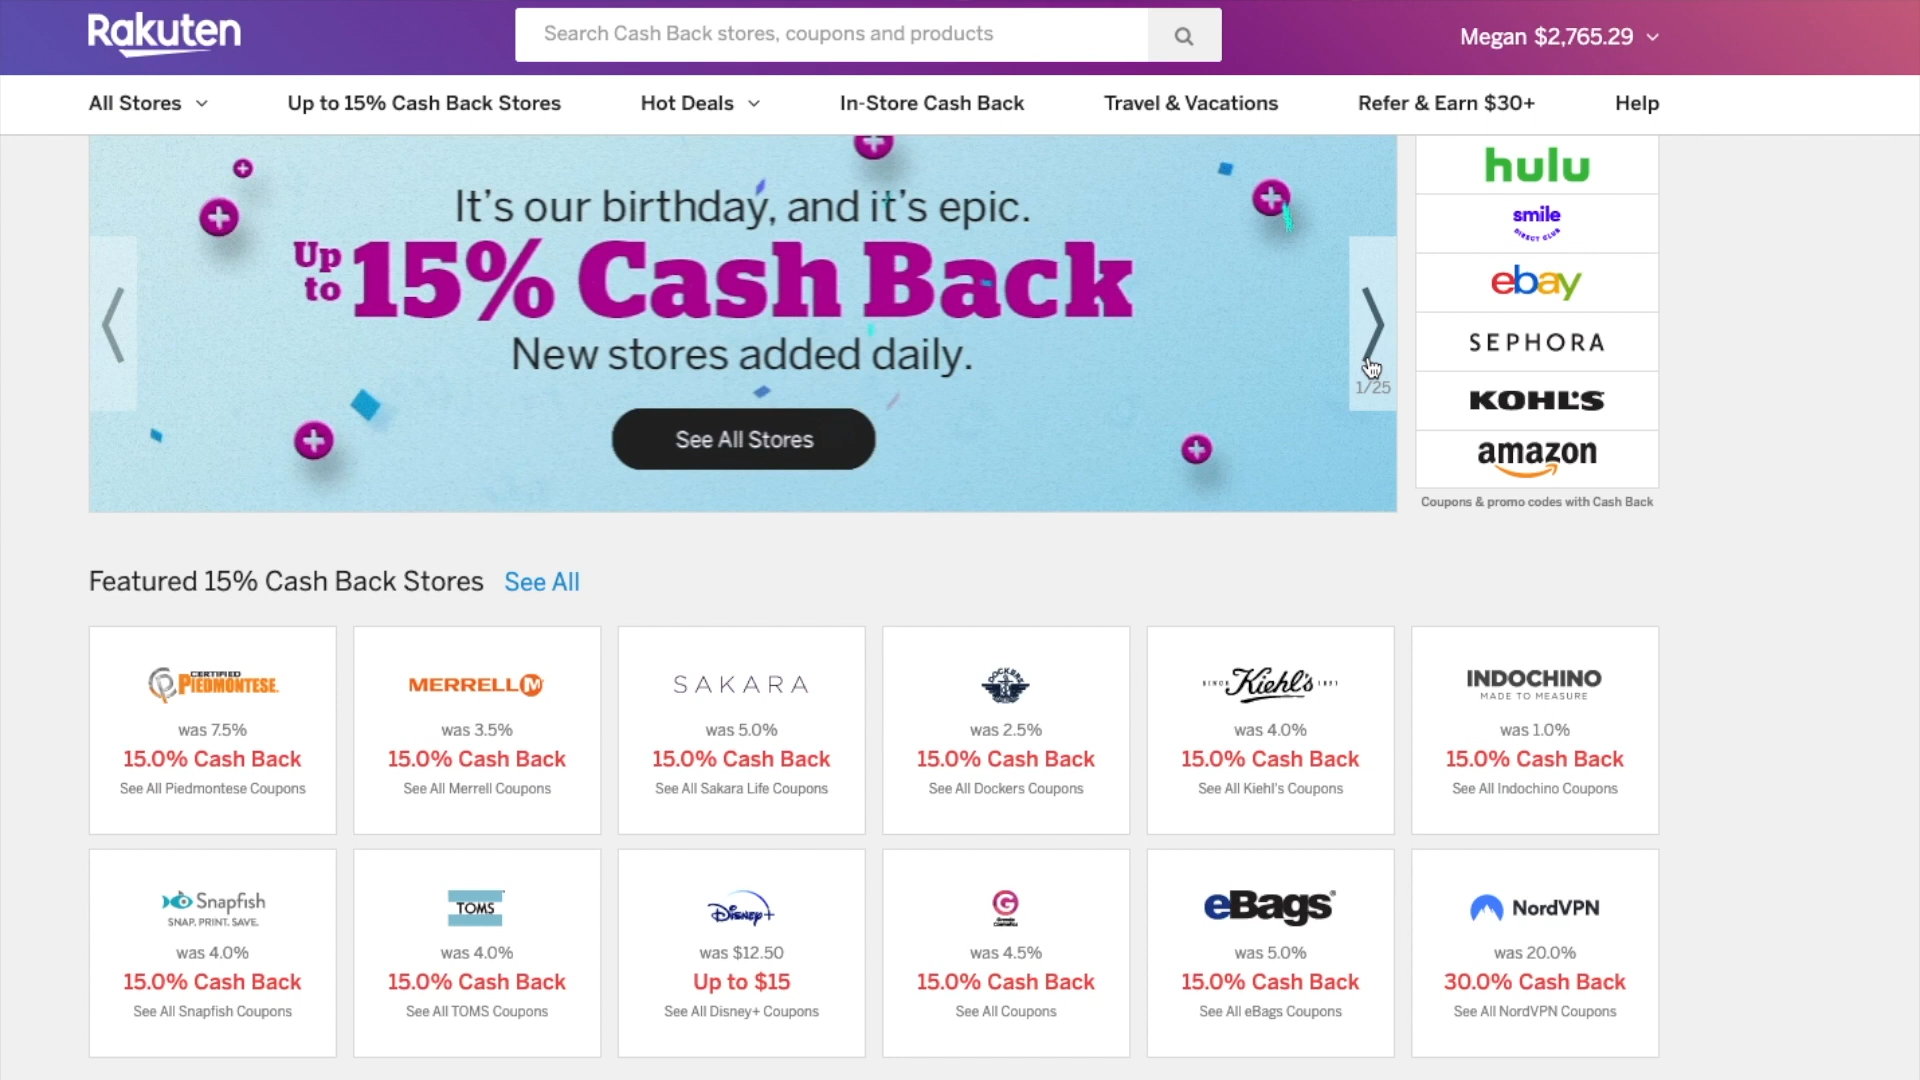 Rakuten
Search Cash Back stores, coupons and products
Megan $2,765.29
All Stores
Up to 15% Cash Back Stores
Hot Deals
In-Store Cash Back
Travel & Vacations
Refer & Earn $30+
Help
It's our birthday, and it's epic.
Up to 15% Cash Back
New stores added daily.
See All Stores
1/25
hulu
smile
DIRECT CLUB
ebay
SEPHORA
KOHL'S
amazon
Coupons & promo codes with Cash Back
Featured 15% Cash Back Stores See All
CERTIFIED
PIEDMONTESE
was 7.5%
15.0% Cash Back
See All Piedmontese Coupons
MERRELL
was 3.5%
15.0% Cash Back
See All Merrell Coupons
SAKARA
was 5.0%
15.0% Cash Back
See All Sakara Life Coupons
DOCKERS
was 2.5%
15.0% Cash Back
See All Dockers Coupons
SINCE Kiehl's 1851
was 4.0%
15.0% Cash Back
See All Kiehl's Coupons
INDOCHINO
MADE TO MEASURE
was 1.0%
15.0% Cash Back
See All Indochino Coupons
Snapfish
SNAP. PRINT. SAVE.
was 4.0%
15.0% Cash Back
See All Snapfish Coupons
TOMS
was 4.0%
15.0% Cash Back
See All TOMS Coupons
Disney+
was $12.50
Up to $15
See All Disney+ Coupons
G
was 4.5%
15.0% Cash Back
See All Coupons
eBags
was 5.0%
15.0% Cash Back
See All eBags Coupons
NordVPN
was 20.0%
30.0% Cash Back
See All NordVPN Coupons